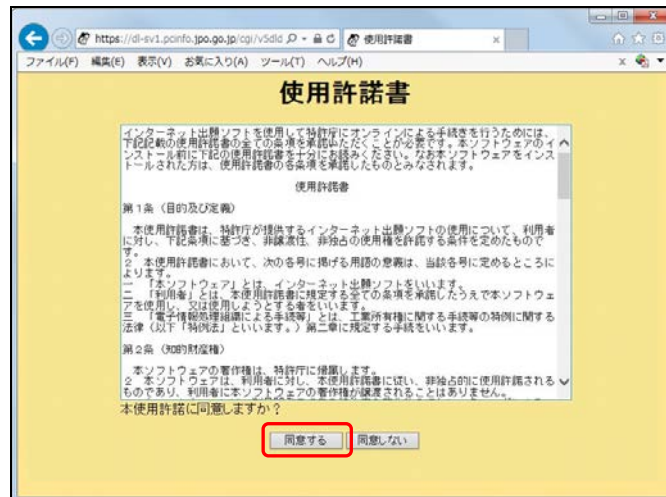 https://dl-sv1.pcinfo.jpo.go.jp/cgi/v5dld
使用許諾書
ファイル(F) 編集(E) 表示(V) お気に入り(A) ツール(T) ヘルプ(H)
使用許諾書
インターネット出願ソフトを使用して特許庁にオンラインによる手続きを行うためには、
下記記載の使用許諾書の全ての条項を承諾いただくことが必要です。本ソフトウェアのイ
ンストール前に下記の使用許諾書を十分にお読みください。なお本ソフトウェアをインス
トールされた方は、使用許諾書の各条項を承諾したものとみなされます。
使用許諾書
第1条（目的及び定義）
本使用許諾書は、特許庁が提供するインターネット出願ソフトの使用について、利用者
に対し、下記条項に基づき、非譲渡性、非独占の使用権を許諾する条件を定めたもので
す。
2 本使用許諾書において、次の各号に掲げる用語の意義は、当該各号に定めるところに
よります。
一 「本ソフトウェア」とは、インターネット出願ソフトをいいます。
二 「利用者」とは、本使用許諾書に規定する全ての条項を承諾したうえで本ソフトウェ
アを使用し、又は使用しようとする者をいいます。
三 「電子情報処理組織による手続等」とは、工業所有権に関する手続等の特例に関する
法律（以下「特例法」といいます。）第二章に規定する手続をいいます。
第2条（知的財産権）
本ソフトウェアの著作権は、特許庁に帰属します。
2 本ソフトウェアは、利用者に対し、本使用許諾書に従い、非独占的に使用許諾される
ものであり、利用者に本ソフトウェアの著作権が譲渡されることはありません。
本使用許諾に同意しますか？
同意する 同意しない